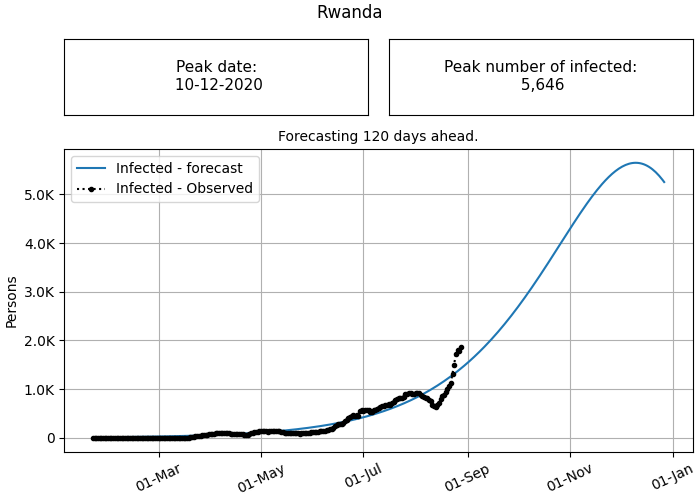 Rwanda
Peak date:
10-12-2020
Peak number of infected:
5,646
Forecasting 120 days ahead.
Infected - forecast
Infected - Observed
Persons
5.0K
4.0K
3.0K
2.0K
1.0K
0
01-Mar
01-May
01-Jul
01-Sep
01-Nov
01-Jan